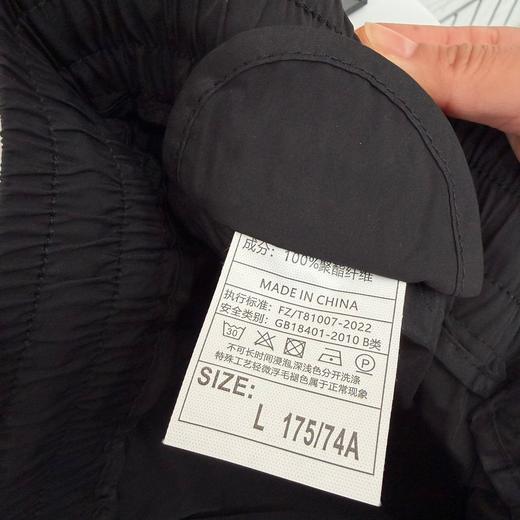 成分：100%聚酯纤维
MADE IN CHINA
执行标准：FZ/T81007-2022
安全类别：GB18401-2010 B类
30 P
不可长时间浸泡,深浅色分开洗涤
特殊工艺轻微浮毛褪色属于正常现象
SIZE:
L 175/74A